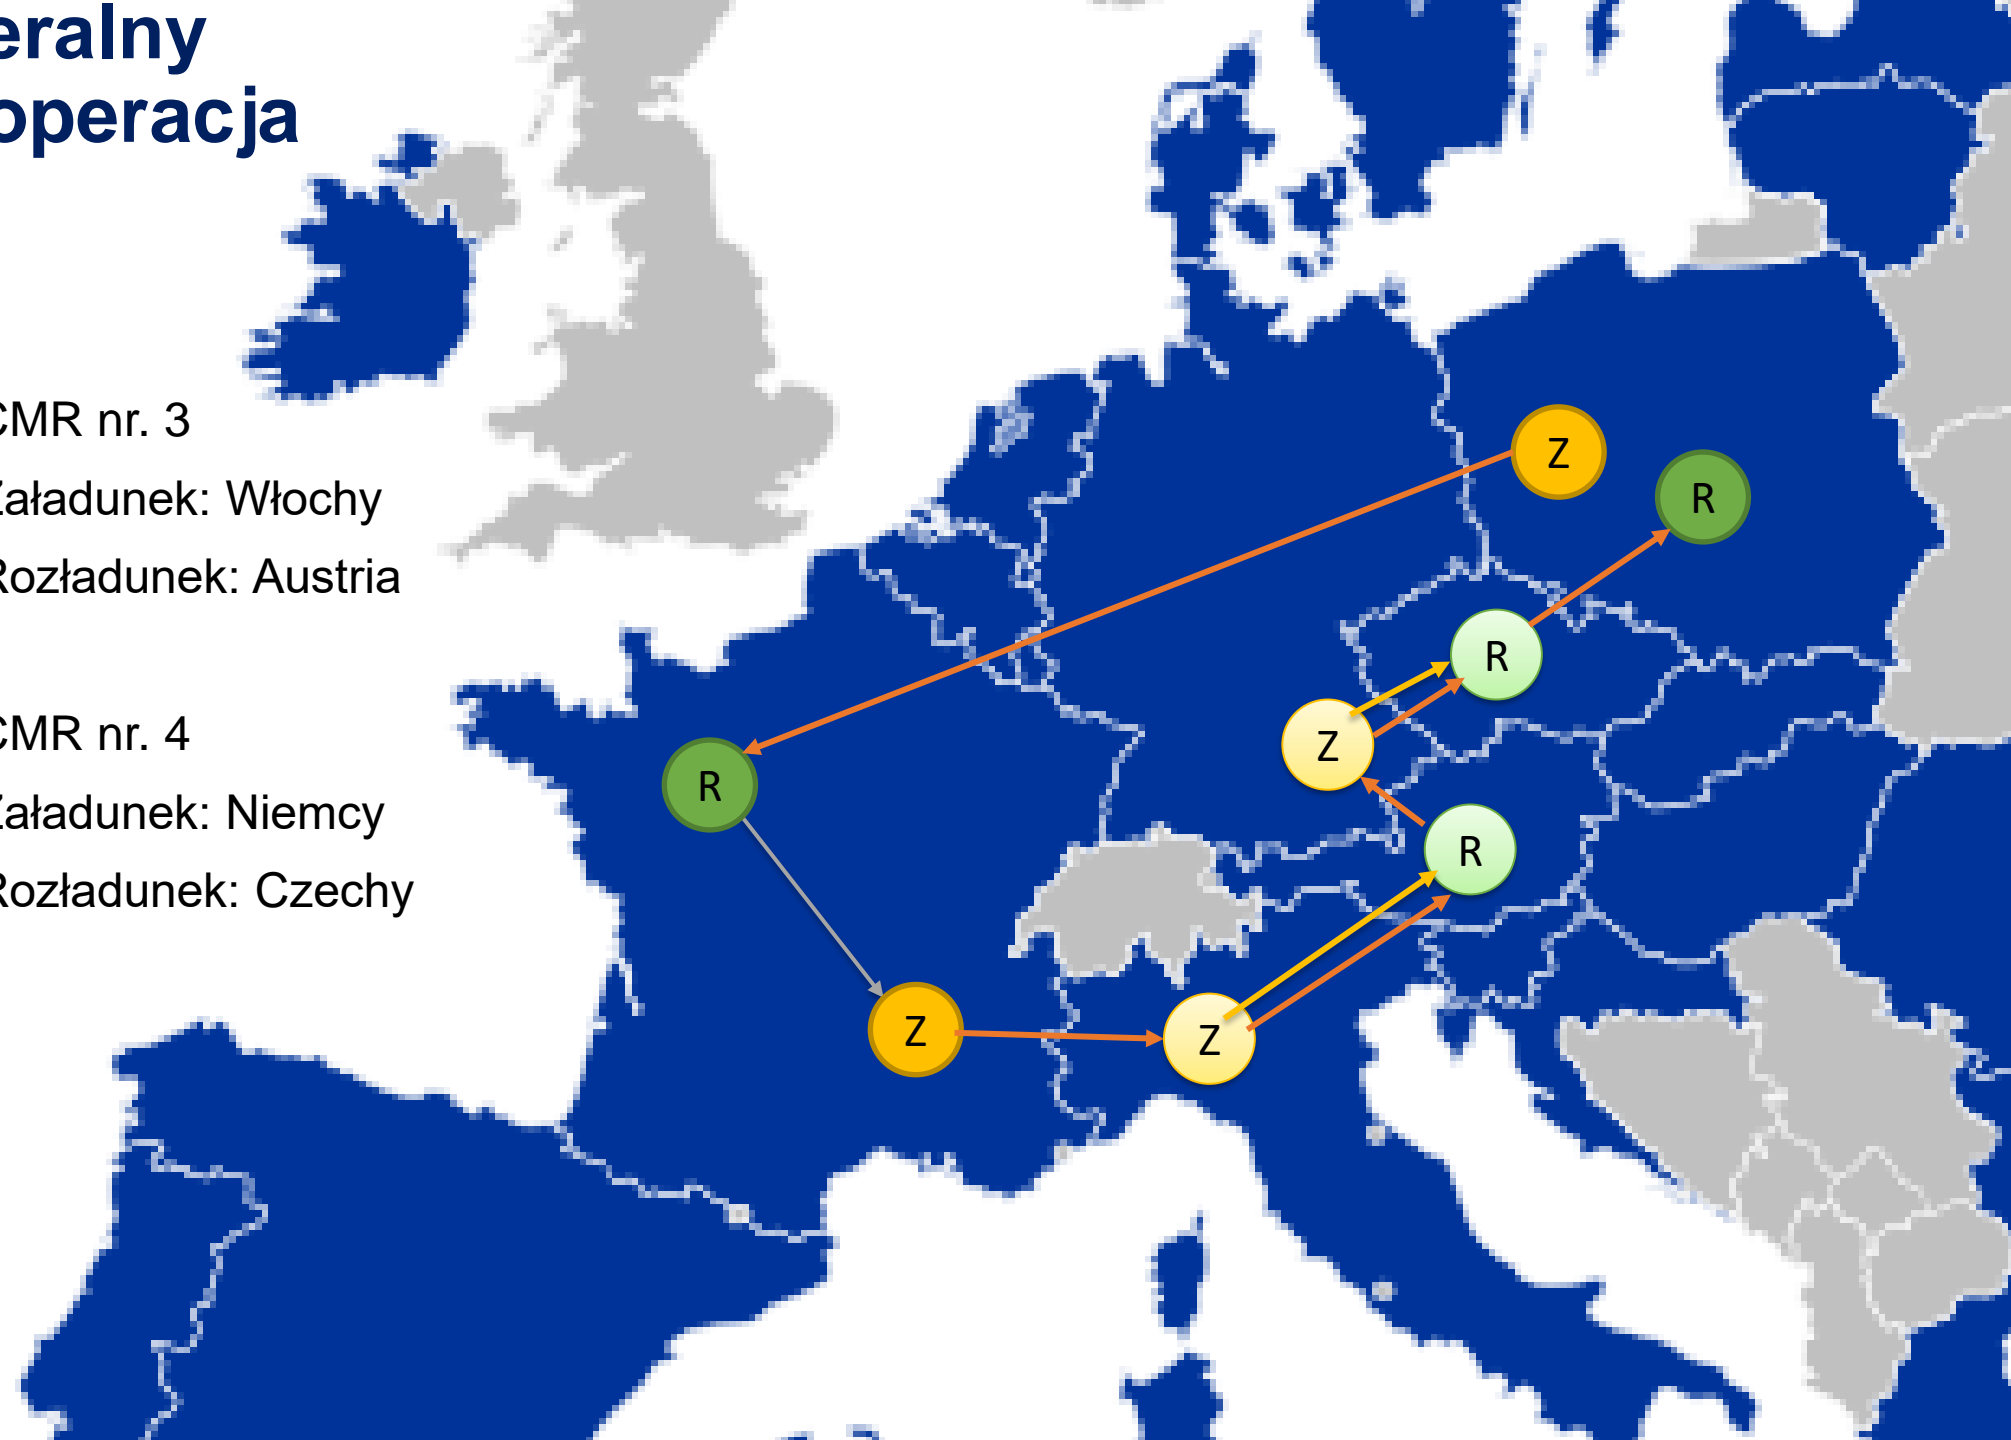 eralny
operacja
CMR nr. 3
Załadunek: Włochy
Rozładunek: Austria
CMR nr. 4
Załadunek: Niemcy
Rozładunek: Czechy
Z
R
R
Z
R
R
Z
Z